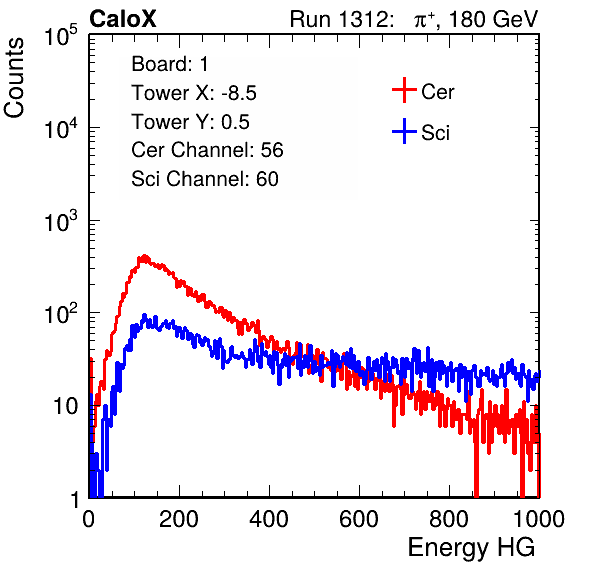 CaloX Run 1312: π⁺, 180 GeV
Counts
10⁵
10⁴
10³
10²
10
1
Board: 1
Tower X: -8.5
Tower Y: 0.5
Cer Channel: 56
Sci Channel: 60
Cer
Sci
0 200 400 600 800 1000
Energy HG